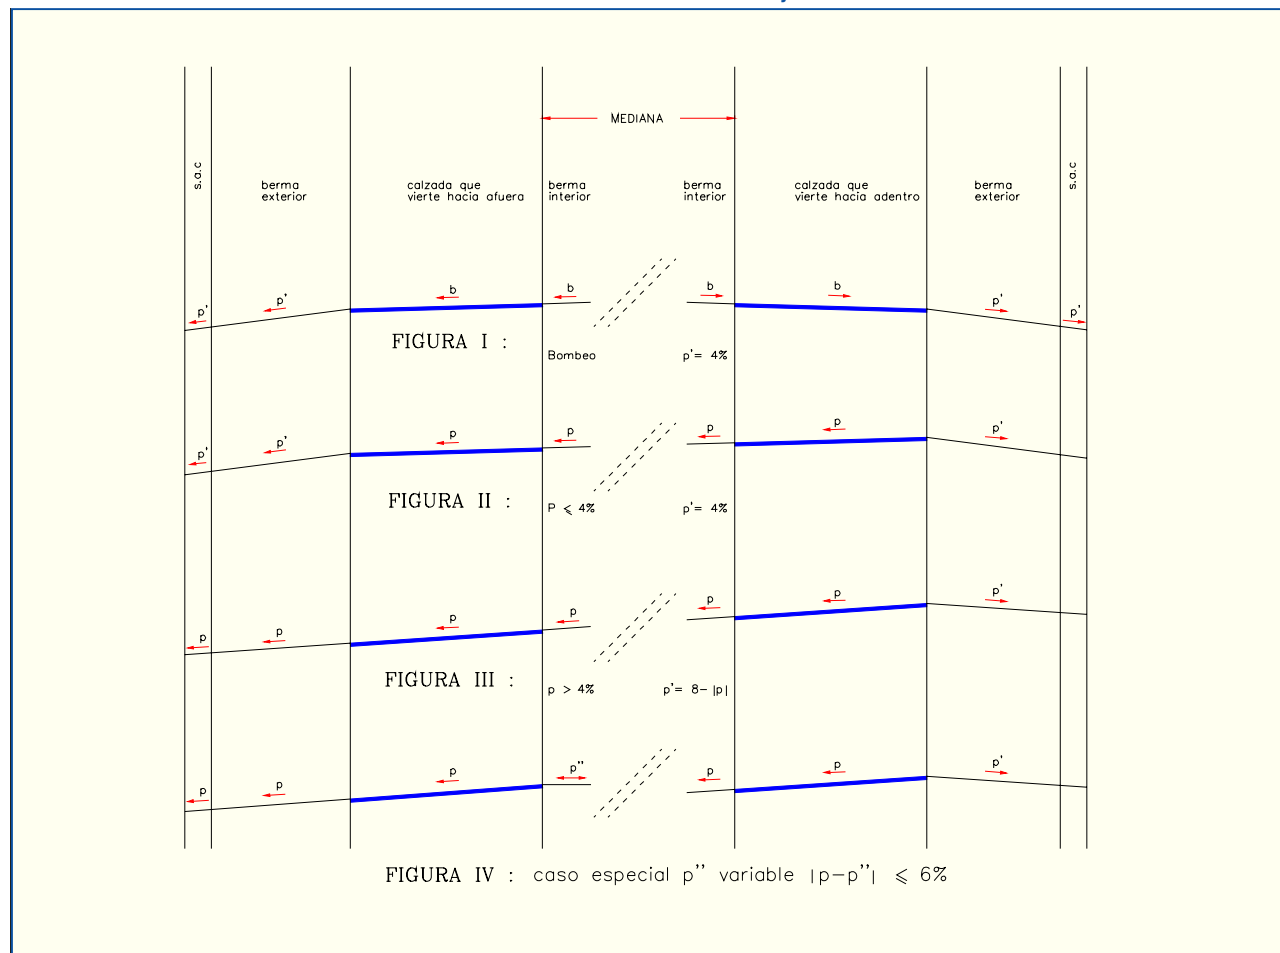 MEDIANA
s.a.c
berma
exterior
calzada que
vierte hacia afuera
berma
interior
berma
interior
calzada que
vierte hacia adentro
berma
exterior
s.a.c
p' p' b b b b p' p'
FIGURA I :
Bombeo
p'= 4%
p' p' p p p p p'
FIGURA II :
P ⩽ 4%
p'= 4%
p p p p p p p'
FIGURA III :
p > 4%
p'= 8- |p|
p p p p'' p p p'
FIGURA IV : caso especial p'' variable |p-p''| ⩽ 6%